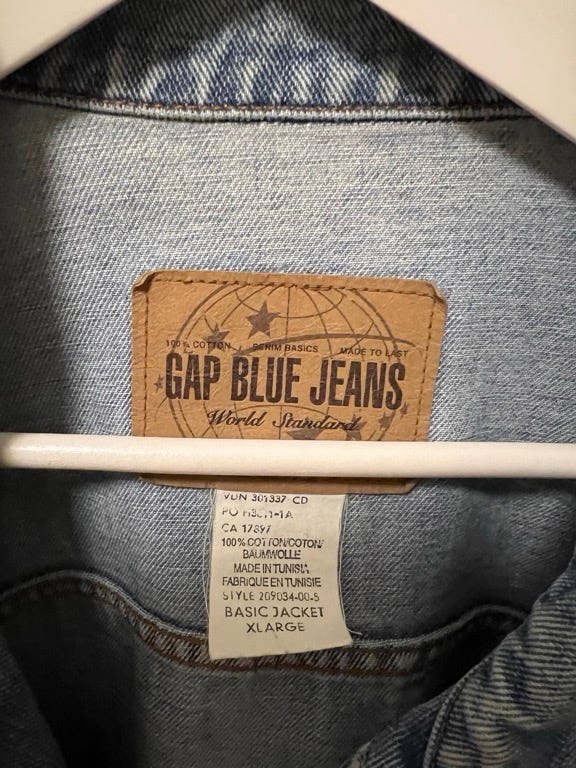 100% COTTON DENIM BASICS MADE TO LAST
GAP BLUE JEANS
World Standard
VDN 301337 CD
PO
CA 17897
100% COTTON/COTON/
BAUMWOLLE
MADE IN TUNISIA
FABRIQUE EN TUNISIE
STYLE 209034-00-5
BASIC JACKET
XLARGE